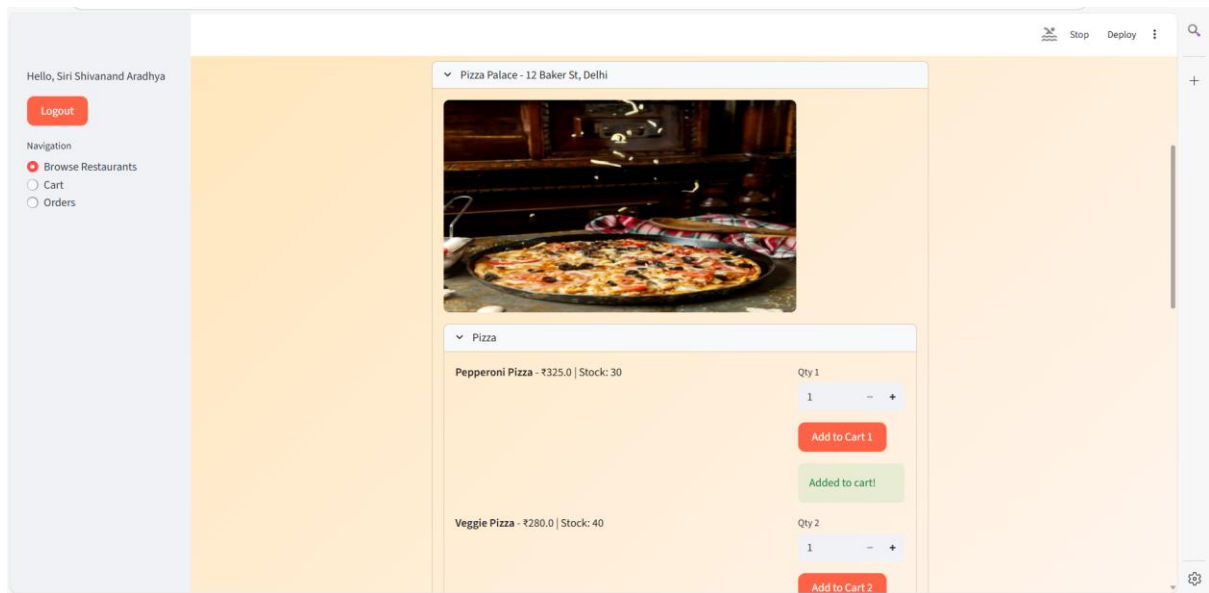 Stop Deploy
Hello, Siri Shivanand Aradhya
Logout
Navigation
Browse Restaurants
Cart
Orders
Pizza Palace - 12 Baker St, Delhi
Pizza
Pepperoni Pizza - ₹325.0 | Stock: 30
Qty 1
1
Add to Cart 1
Added to cart!
Veggie Pizza - ₹280.0 | Stock: 40
Qty 2
1
Add to Cart 2